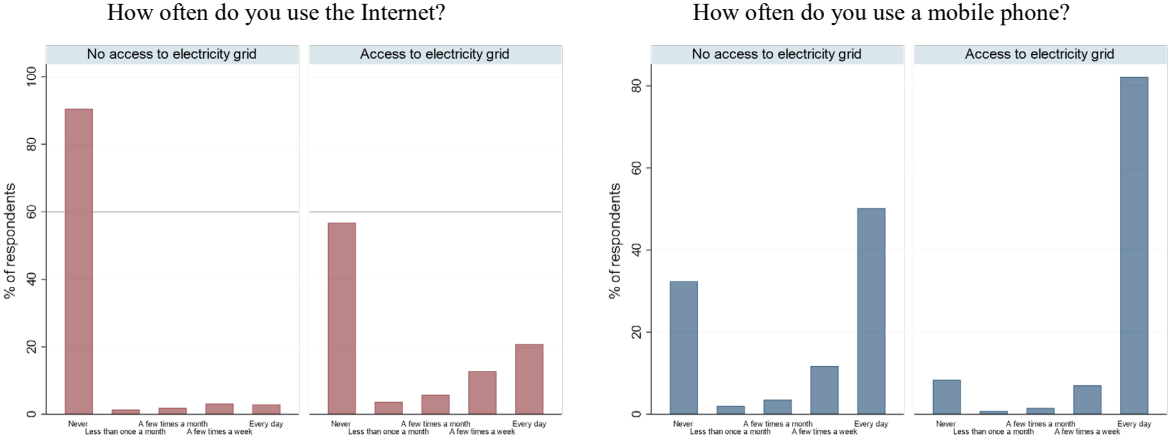 How often do you use the Internet?
No access to electricity grid
Access to electricity grid
% of respondents
100
80
60
40
20
0
Never
Less than once a month
A few times a month
A few times a week
Every day
Never
Less than once a month
A few times a month
A few times a week
Every day
How often do you use a mobile phone?
No access to electricity grid
Access to electricity grid
% of respondents
80
60
40
20
0
Never
Less than once a month
A few times a month
A few times a week
Every day
Never
Less than once a month
A few times a month
A few times a week
Every day